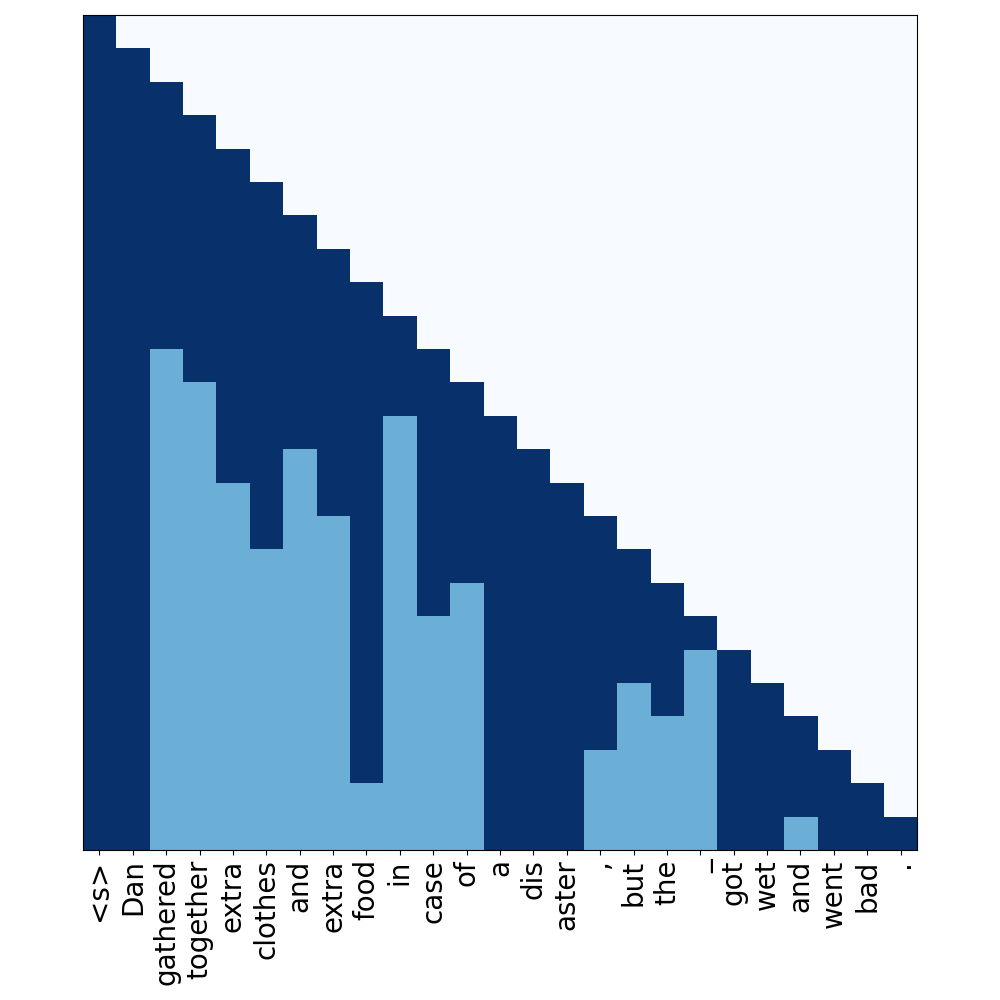 <s>
Dan
gathered
together
extra
clothes
and
extra
food
in
case
of
a
dis
aster
,
but
the
_
got
wet
and
went
bad
.